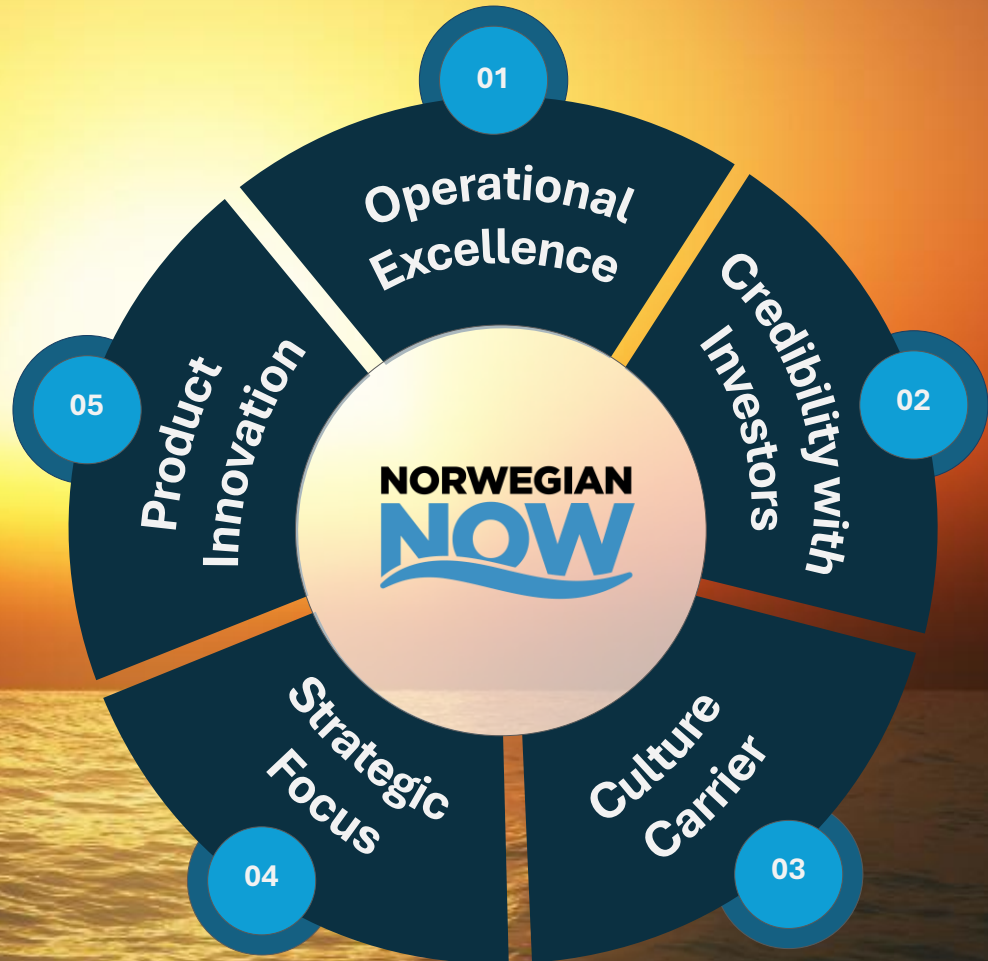 01
Operational
Excellence
02
Credibility with
Investors
03
Culture
Carrier
04
Strategic
Focus
05
Product
Innovation
NORWEGIAN
NOW